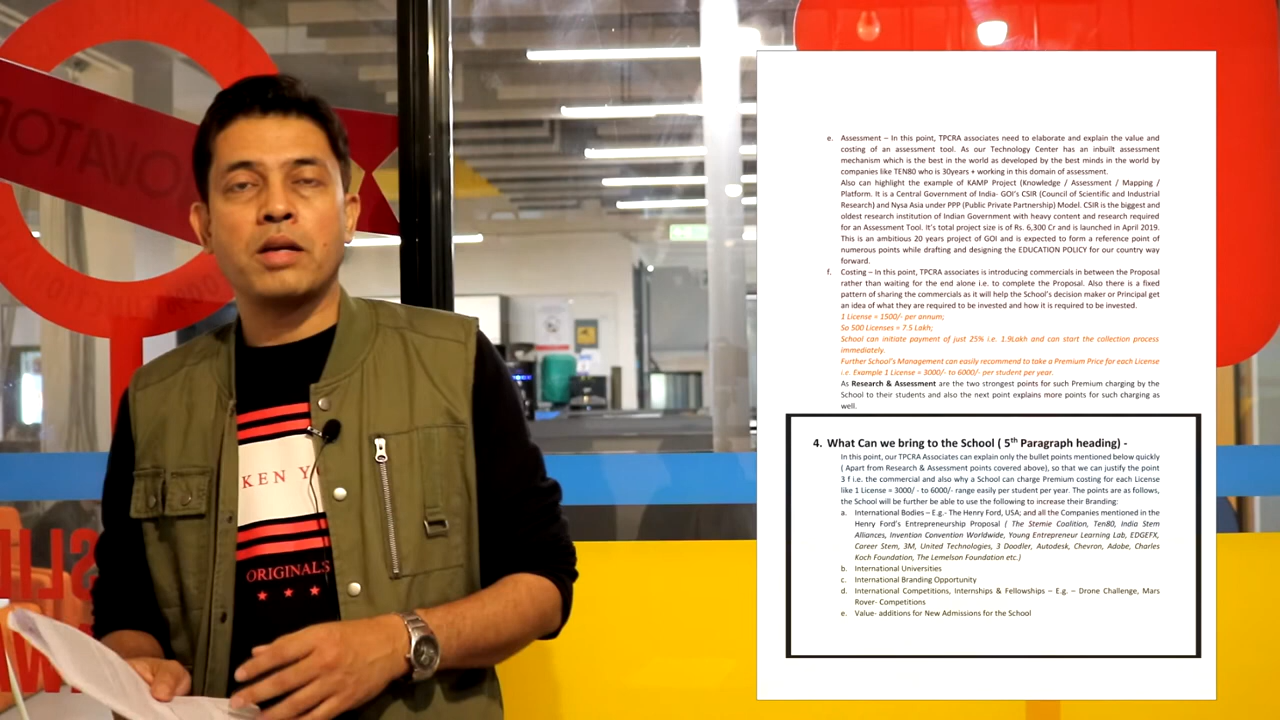 OVATOR
KEN Y
ORIGINALS
e. Assessment – In this point, TPCRA associates need to elaborate and explain the value and
costing of an assessment tool. As our Technology Center has an inbuilt assessment
mechanism which is the best in the world as developed by the best minds in the world by
companies like TEN80 who is 30years + working in this domain of assessment.
Also can highlight the example of KAMP Project (Knowledge / Assessment / Mapping /
Platform. It is a Central Government of India- GOI's CSIR (Council of Scientific and Industrial
Research) and Nysa Asia under PPP (Public Private Partnership) Model. CSIR is the biggest and
oldest research institution of Indian Government with heavy content and research required
for an Assessment Tool. It's total project size is of Rs. 6,300 Cr and is launched in April 2019.
This is an ambitious 20 years project of GOI and is expected to form a reference point of
numerous points while drafting and designing the EDUCATION POLICY for our country way
forward.
f. Costing – In this point, TPCRA associates is introducing commercials in between the Proposal
rather than waiting for the end alone i.e. to complete the Proposal. Also there is a fixed
pattern of sharing the commercials as it will help the School's decision maker or Principal get
an idea of what they are required to be invested and how it is required to be invested.
1 License = 1500/- per annum;
So 500 Licenses = 7.5 Lakh;
School can initiate payment of just 25% i.e. 1.9Lakh and can start the collection process
immediately.
Further School's Management can easily recommend to take a Premium Price for each License
i.e. Example 1 License = 3000/- to 6000/- per student per year.
As Research & Assessment are the two strongest points for such Premium charging by the
School to their students and also the next point explains more points for such charging as
well.
4. What Can we bring to the School ( 5th Paragraph heading) -
In this point, our TPCRA Associates can explain only the bullet points mentioned below quickly
( Apart from Research & Assessment points covered above), so that we can justify the point
3 f i.e. the commercial and also why a School can charge Premium costing for each License
like 1 License = 3000/ - to 6000/- range easily per student per year. The points are as follows,
the School will be further be able to use the following to increase their Branding:
a. International Bodies – E.g.- The Henry Ford, USA; and all the Companies mentioned in the
Henry Ford's Entrepreneurship Proposal ( The Stemie Coalition, Ten80, India Stem
Alliances, Invention Convention Worldwide, Young Entrepreneur Learning Lab, EDGEFX,
Career Stem, 3M, United Technologies, 3 Doodler, Autodesk, Chevron, Adobe, Charles
Koch Foundation, The Lemelson Foundation etc.)
b. International Universities
c. International Branding Opportunity
d. International Competitions, Internships & Fellowships – E.g. – Drone Challenge, Mars
Rover- Competitions
e. Value- additions for New Admissions for the School